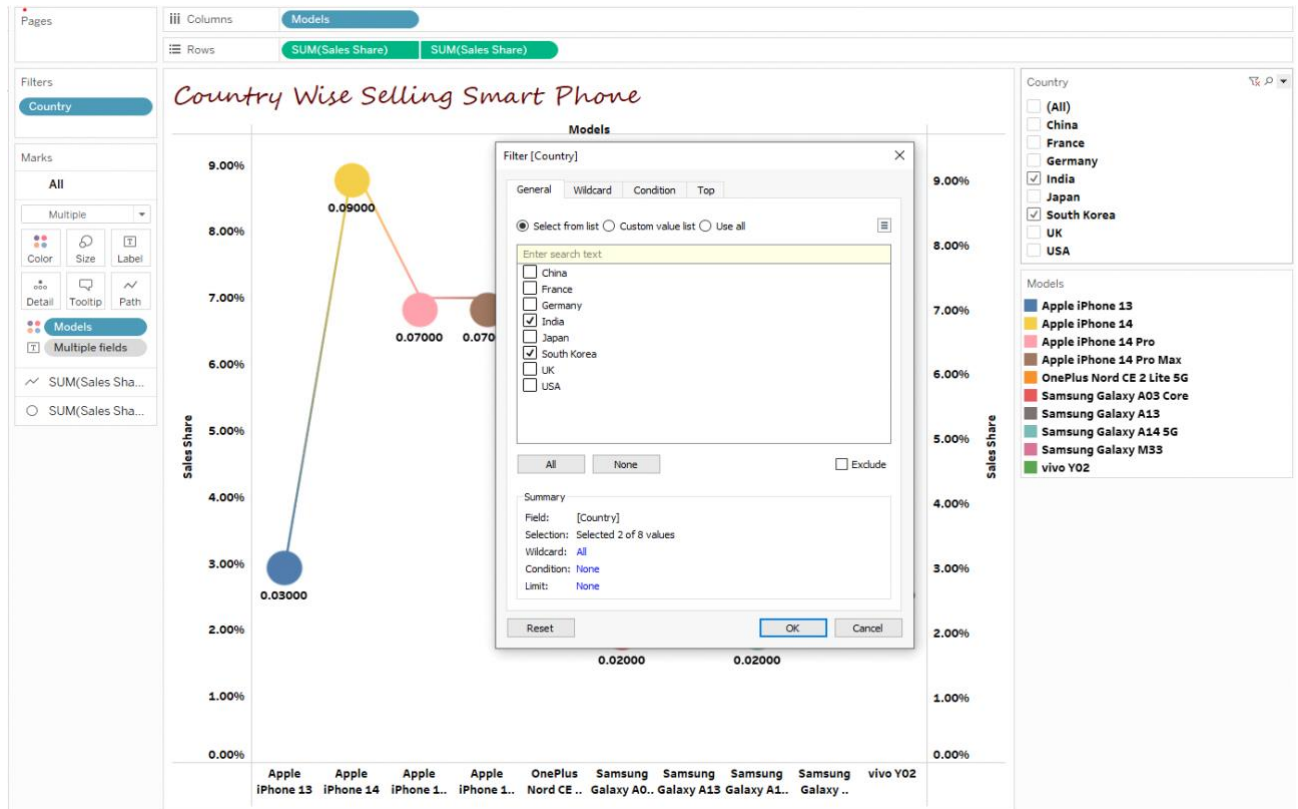 Pages
Columns
Models
Rows
SUM(Sales Share)
SUM(Sales Share)
Filters
Country
Marks
All
Multiple
Color
Size
Label
Detail
Tooltip
Path
Models
Multiple fields
SUM(Sales Sha...
SUM(Sales Sha...
Country Wise Selling Smart Phone
Models
9.00%
8.00%
7.00%
6.00%
5.00%
4.00%
3.00%
2.00%
1.00%
0.00%
Sales Share
0.09000
0.07000
0.070
0.03000
0.02000
0.02000
Filter [Country]
General
Wildcard
Condition
Top
Select from list
Custom value list
Use all
Enter search text
China
France
Germany
India
Japan
South Korea
UK
USA
All
None
Exclude
Summary
Field: [Country]
Selection: Selected 2 of 8 values
Wildcard: All
Condition: None
Limit: None
Reset
OK
Cancel
9.00%
8.00%
7.00%
6.00%
5.00%
4.00%
3.00%
2.00%
1.00%
0.00%
Sales Share
Apple
iPhone 13
Apple
iPhone 14
Apple
iPhone 1..
Apple
iPhone 1..
OnePlus
Nord CE ..
Samsung
Galaxy A0..
Samsung
Galaxy A13
Samsung
Galaxy A1..
Samsung
Galaxy ..
vivo Y02
Country
(All)
China
France
Germany
India
Japan
South Korea
UK
USA
Models
Apple iPhone 13
Apple iPhone 14
Apple iPhone 14 Pro
Apple iPhone 14 Pro Max
OnePlus Nord CE 2 Lite 5G
Samsung Galaxy A03 Core
Samsung Galaxy A13
Samsung Galaxy A14 5G
Samsung Galaxy M33
vivo Y02